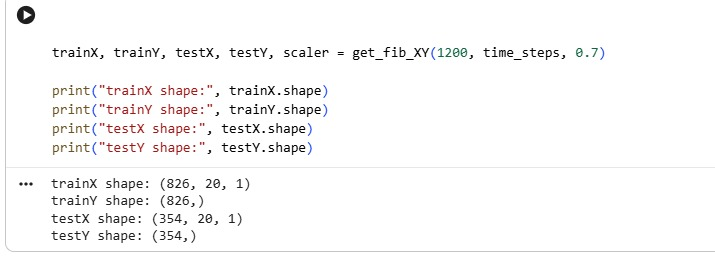 trainX, trainY, testX, testY, scaler = get_fib_XY(1200, time_steps, 0.7)
print("trainX shape:", trainX.shape)
print("trainY shape:", trainY.shape)
print("testX shape:", testX.shape)
print("testY shape:", testY.shape)
trainX shape: (826, 20, 1)
trainY shape: (826,)
testX shape: (354, 20, 1)
testY shape: (354,)